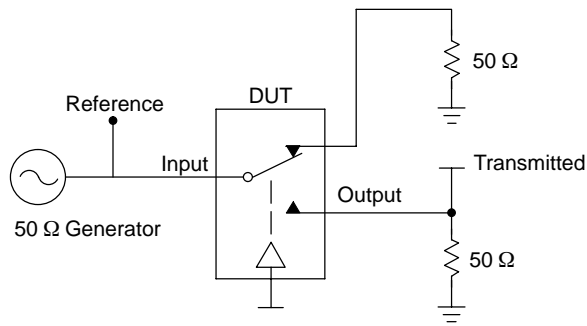 DUT
50 Ω
Reference
Input
Transmitted
Output
50 Ω Generator
50 Ω